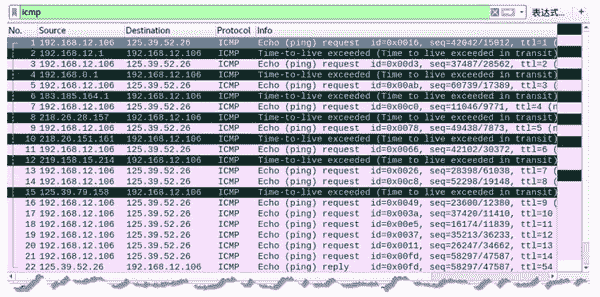 icmp
表达式…
No. Source Destination Protocol Info
1 192.168.12.106 125.39.52.26 ICMP Echo (ping) request id=0x0016, seq=42042/15012, ttl=1 (
2 192.168.12.1 192.168.12.106 ICMP Time-to-live exceeded (Time to live exceeded in transit)
3 192.168.12.106 125.39.52.26 ICMP Echo (ping) request id=0x00d3, seq=37487/28562, ttl=2 (
4 192.168.0.1 192.168.12.106 ICMP Time-to-live exceeded (Time to live exceeded in transit)
5 192.168.12.106 125.39.52.26 ICMP Echo (ping) request id=0x00ab, seq=60739/17389, ttl=3 (
6 183.185.164.1 192.168.12.106 ICMP Time-to-live exceeded (Time to live exceeded in transit)
7 192.168.12.106 125.39.52.26 ICMP Echo (ping) request id=0x00c0, seq=11046/9771, ttl=4 (n
8 218.26.28.157 192.168.12.106 ICMP Time-to-live exceeded (Time to live exceeded in transit)
9 192.168.12.106 125.39.52.26 ICMP Echo (ping) request id=0x0078, seq=49438/7873, ttl=5 (n
10 218.26.151.161 192.168.12.106 ICMP Time-to-live exceeded (Time to live exceeded in transit)
11 192.168.12.106 125.39.52.26 ICMP Echo (ping) request id=0x0066, seq=42102/30372, ttl=6
12 219.158.15.214 192.168.12.106 ICMP Time-to-live exceeded (Time to live exceeded in transit)
13 192.168.12.106 125.39.52.26 ICMP Echo (ping) request id=0x0026, seq=28398/61038, ttl=7 (
14 192.168.12.106 125.39.52.26 ICMP Echo (ping) request id=0x00c8, seq=52298/19148, ttl=8 (
15 125.39.79.158 192.168.12.106 ICMP Time-to-live exceeded (Time to live exceeded in transit)
16 192.168.12.106 125.39.52.26 ICMP Echo (ping) request id=0x0049, seq=23600/12380, ttl=9 (
17 192.168.12.106 125.39.52.26 ICMP Echo (ping) request id=0x003a, seq=37420/11410, ttl=10
18 192.168.12.106 125.39.52.26 ICMP Echo (ping) request id=0x00e5, seq=16174/11839, ttl=11
19 192.168.12.106 125.39.52.26 ICMP Echo (ping) request id=0x0037, seq=35213/36233, ttl=12
20 192.168.12.106 125.39.52.26 ICMP Echo (ping) request id=0x0011, seq=26247/34662, ttl=13
21 192.168.12.106 125.39.52.26 ICMP Echo (ping) request id=0x00fd, seq=58297/47587, ttl=14
22 125.39.52.26 192.168.12.106 ICMP Echo (ping) reply id=0x00fd, seq=58297/47587, ttl=54